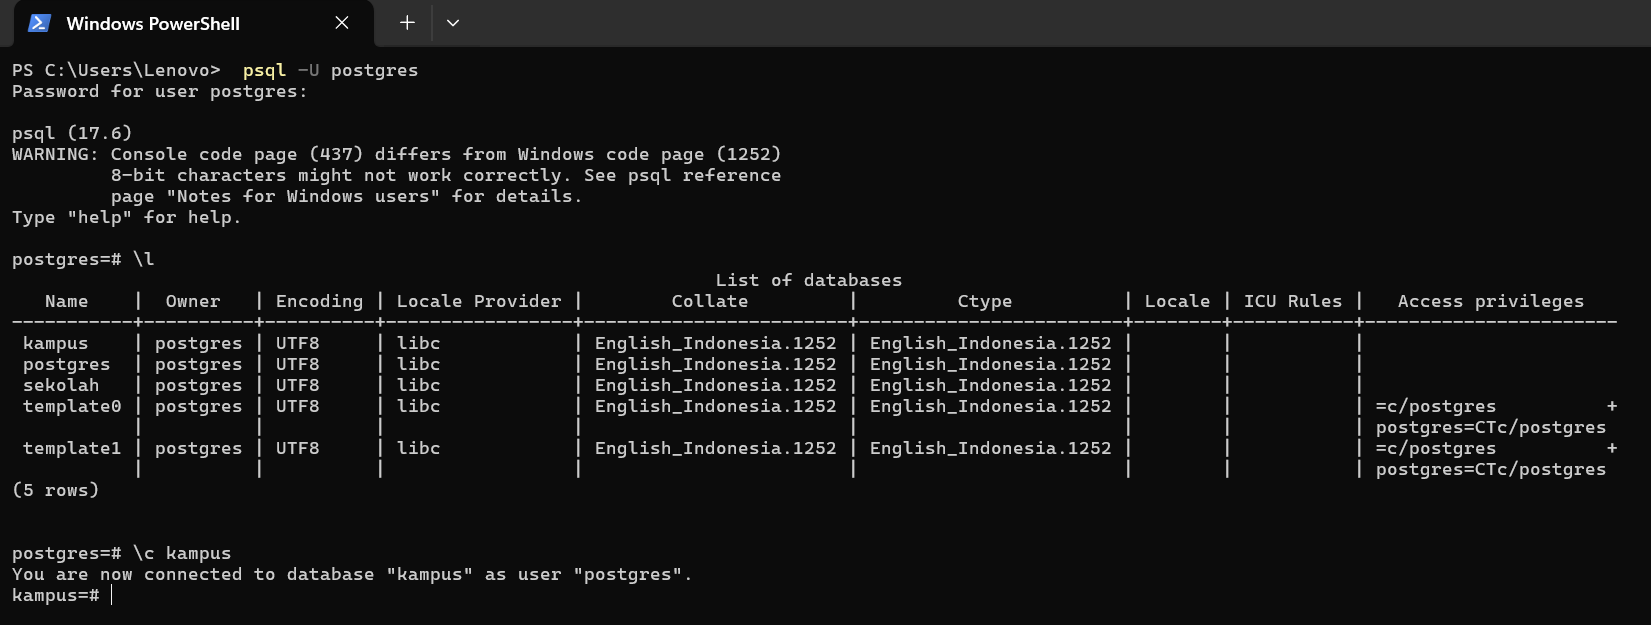 Windows PowerShell
PS C:\Users\Lenovo>  psql -U postgres
Password for user postgres:
psql (17.6)
WARNING: Console code page (437) differs from Windows code page (1252)
         8-bit characters might not work correctly. See psql reference
         page "Notes for Windows users" for details.
Type "help" for help.
postgres=# \l
                                                                List of databases
   Name    |  Owner   | Encoding | Locale Provider |        Collate         |         Ctype          | Locale | ICU Rules |   Access privileges
-----------+----------+----------+-----------------+------------------------+------------------------+--------+-----------+-----------------------
 kampus    | postgres | UTF8     | libc            | English_Indonesia.1252 | English_Indonesia.1252 |        |           |
 postgres  | postgres | UTF8     | libc            | English_Indonesia.1252 | English_Indonesia.1252 |        |           |
 sekolah   | postgres | UTF8     | libc            | English_Indonesia.1252 | English_Indonesia.1252 |        |           |
 template0 | postgres | UTF8     | libc            | English_Indonesia.1252 | English_Indonesia.1252 |        |           | =c/postgres          +
           |          |          |                 |                        |                        |        |           | postgres=CTc/postgres
 template1 | postgres | UTF8     | libc            | English_Indonesia.1252 | English_Indonesia.1252 |        |           | =c/postgres          +
           |          |          |                 |                        |                        |        |           | postgres=CTc/postgres
(5 rows)
postgres=# \c kampus
You are now connected to database "kampus" as user "postgres".
kampus=#